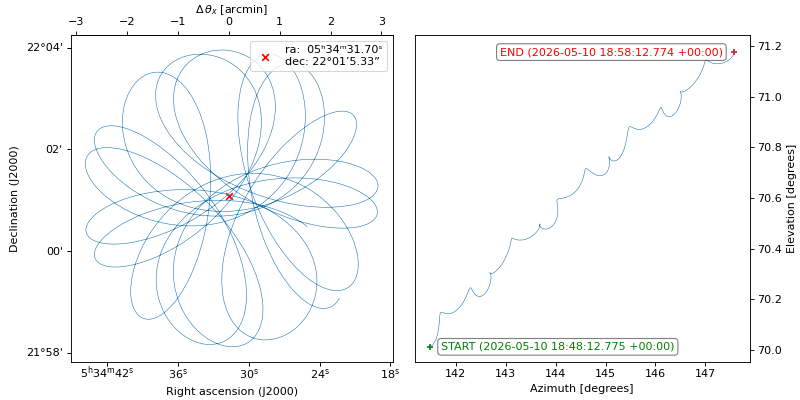 Δ θx [arcmin]
−3 −2 −1 0 1 2 3
ra: 05ʰ34ᵐ31.70ˢ
dec: 22°01′5.33″
22°04'
02'
00'
21°58'
Declination (J2000)
5ʰ34ᵐ42ˢ 36ˢ 30ˢ 24ˢ 18ˢ
Right ascension (J2000)
END (2026-05-10 18:58:12.774 +00:00)
START (2026-05-10 18:48:12.775 +00:00)
71.2
71.0
70.8
70.6
70.4
70.2
70.0
Elevation [degrees]
142 143 144 145 146 147
Azimuth [degrees]